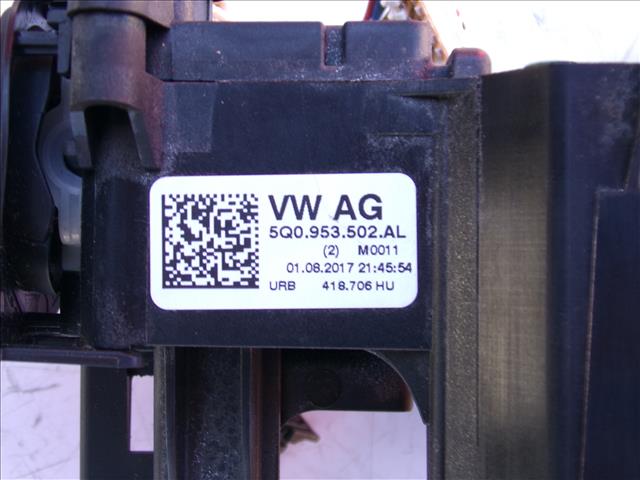 VW AG
5Q0.953.502.AL
(2) M0011
01.08.2017 21:45:54
URB 418.706 HU